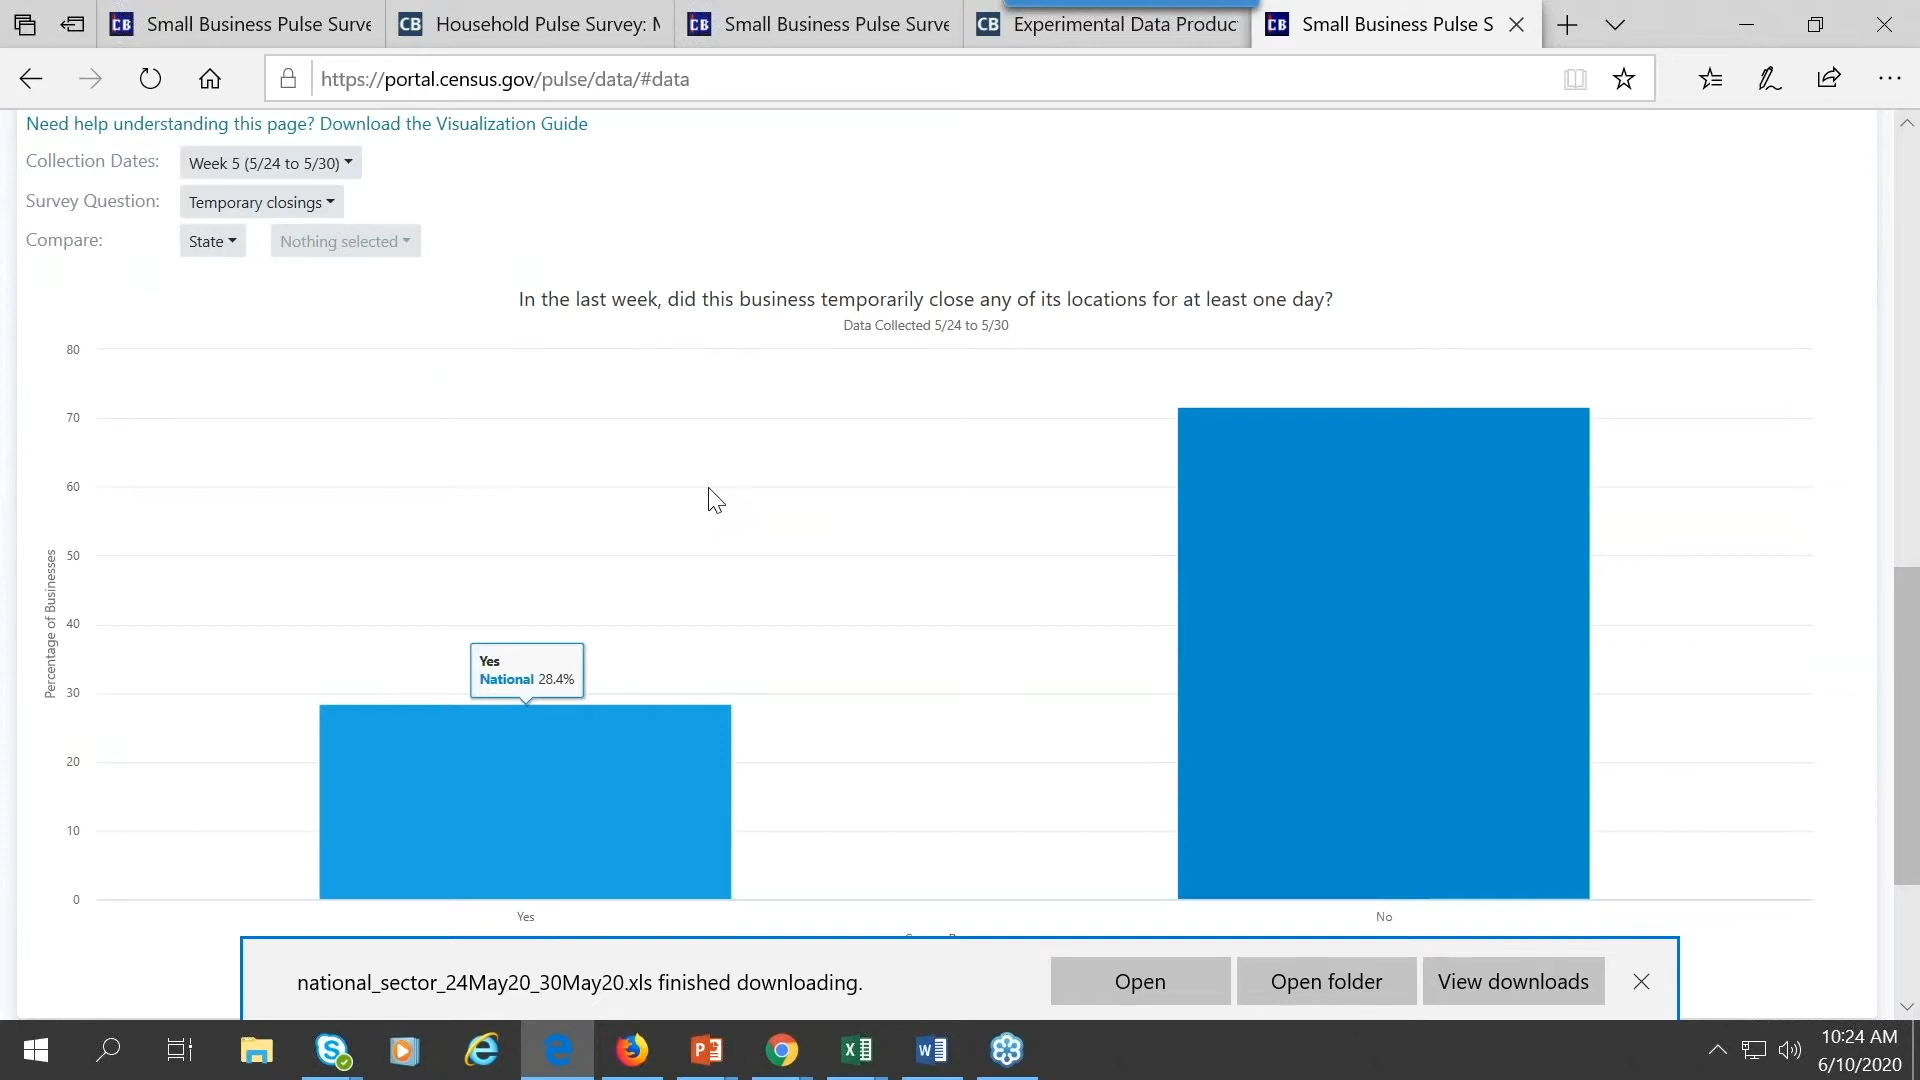 Small Business Pulse Surve
Household Pulse Survey: M
Small Business Pulse Surve
Experimental Data Produc
Small Business Pulse S
https://portal.census.gov/pulse/data/#data
Need help understanding this page? Download the Visualization Guide
Collection Dates: Week 5 (5/24 to 5/30)
Survey Question: Temporary closings
Compare: State Nothing selected
In the last week, did this business temporarily close any of its locations for at least one day?
Data Collected 5/24 to 5/30
80
70
60
50
40
30
20
10
0
Percentage of Businesses
Yes
National 28.4%
Yes
No
national_sector_24May20_30May20.xls finished downloading.
Open
Open folder
View downloads
10:24 AM
6/10/2020